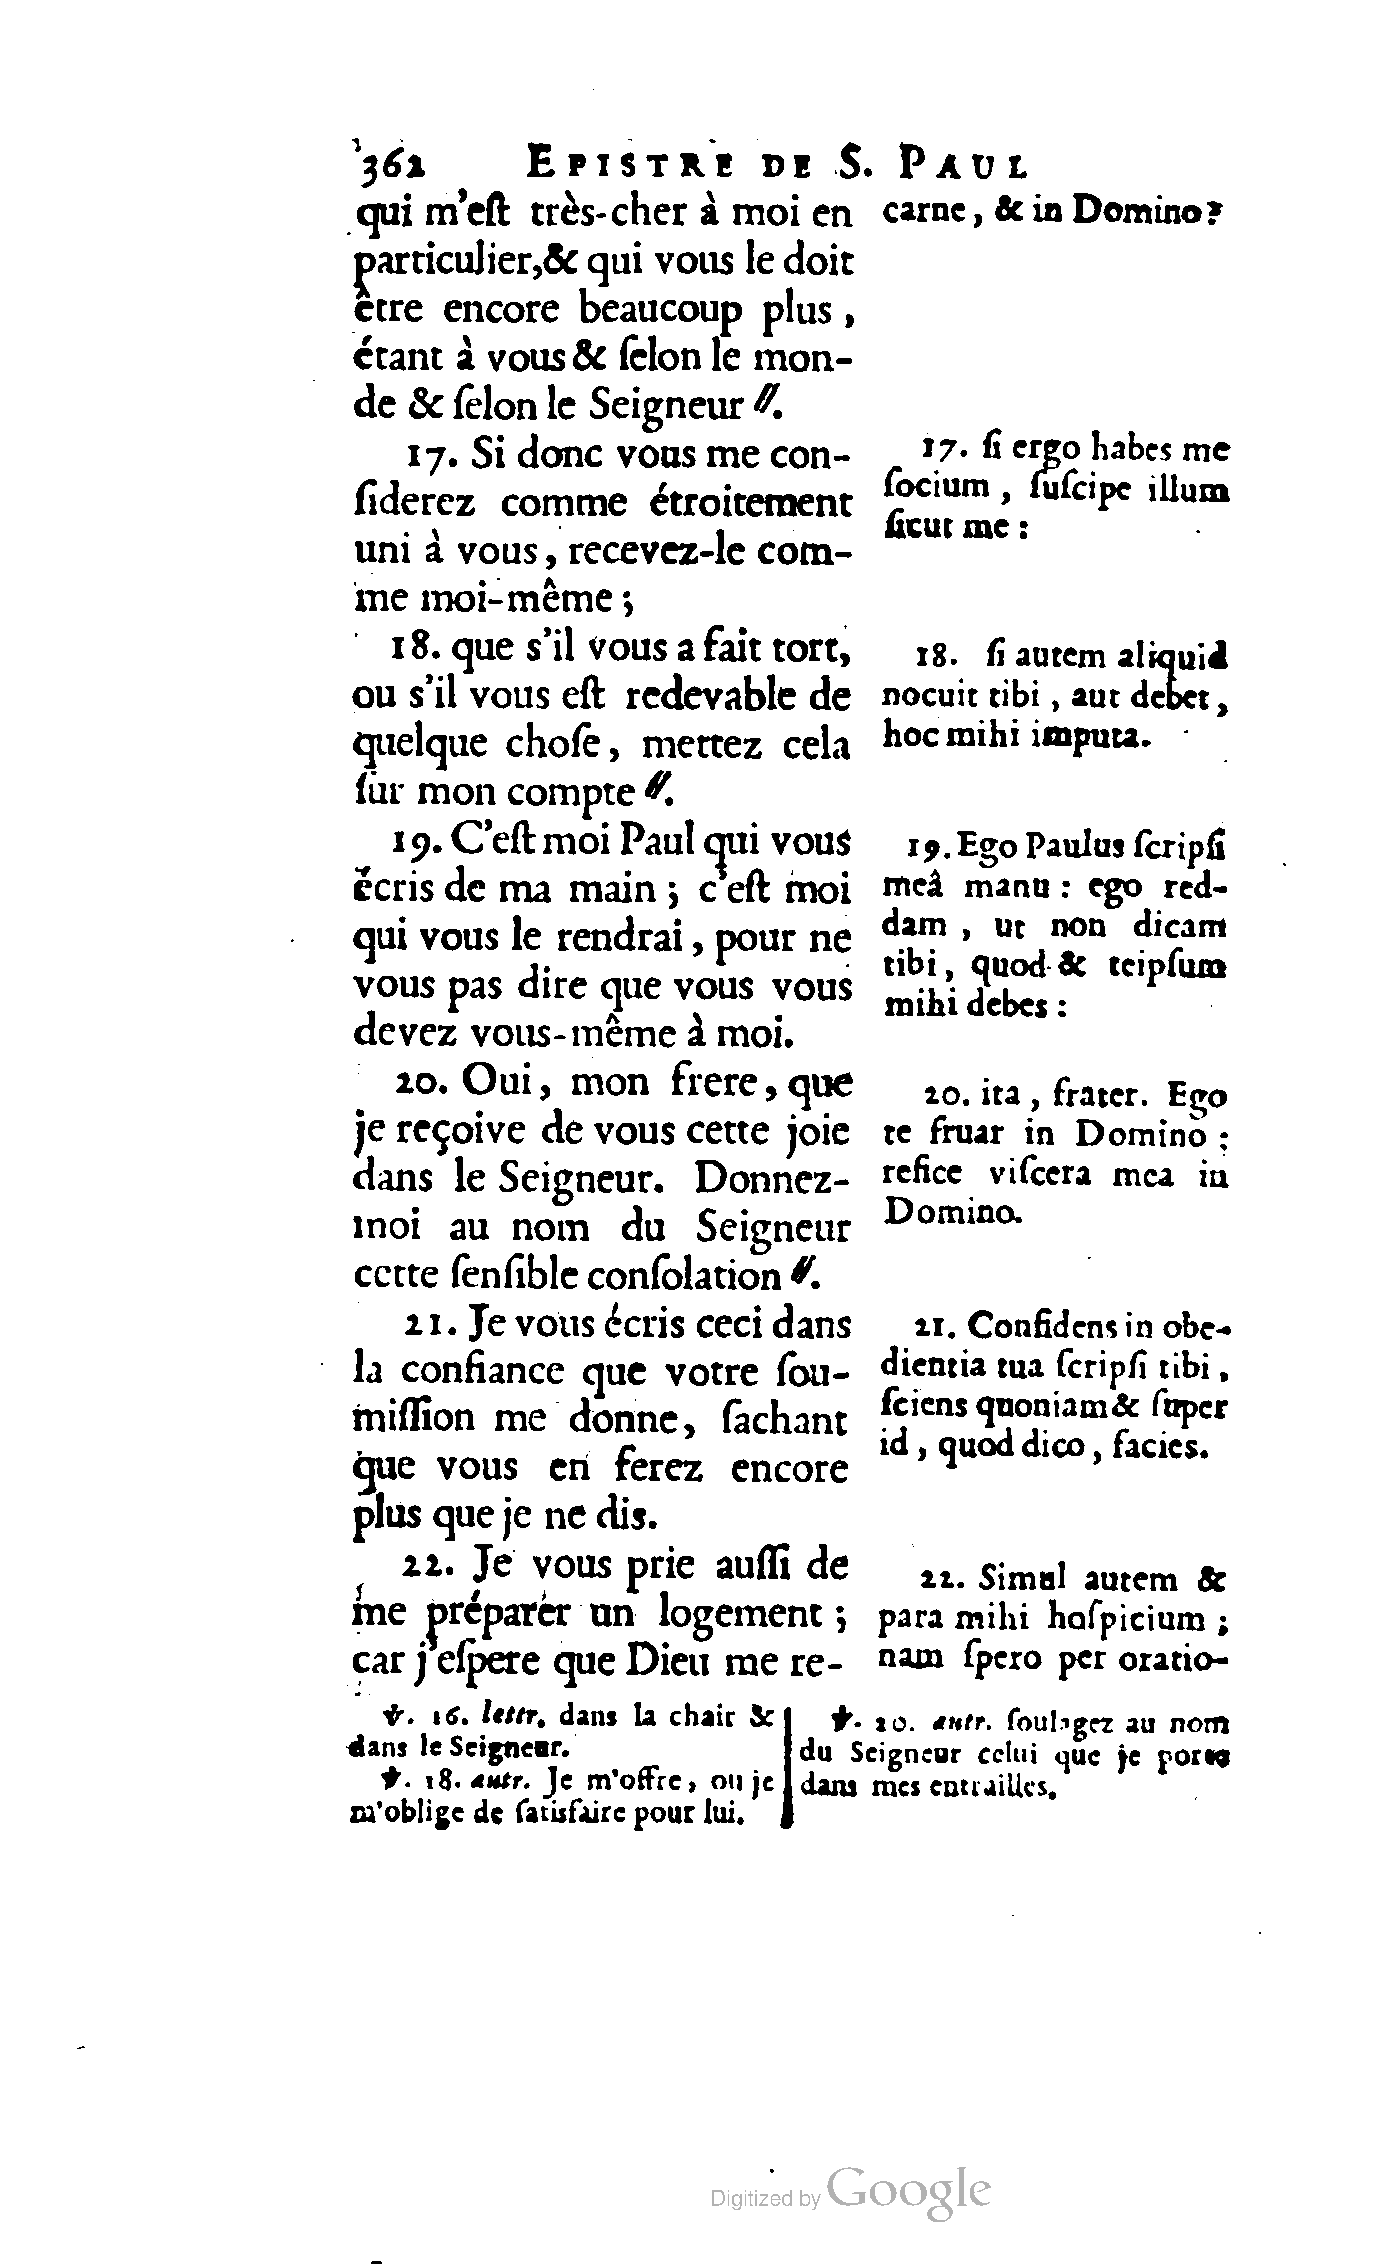 362 EPISTRE DE S. PAUL
qui m'eſt très-cher à moi en
particulier, & qui vous le doit
être encore beaucoup plus,
étant à vous & ſelon le mon-
de & ſelon le Seigneur ∥.
17. Si donc vous me con-
ſiderez comme étroitement
uni à vous, recevez-le com-
me moi-même;
18. que s'il vous a fait tort,
ou s'il vous eſt redevable de
quelque choſe, mettez cela
ſur mon compte ∥.
19. C'eſt moi Paul qui vous
écris de ma main; c'eſt moi
qui vous le rendrai, pour ne
vous pas dire que vous vous
devez vous-même à moi.
20. Oui, mon frere, que
je reçoive de vous cette joie
dans le Seigneur. Donnez-
moi au nom du Seigneur
cette ſenſible conſolation ∥.
21. Je vous écris ceci dans
la confiance que votre ſou-
miſſion me donne, ſachant
que vous en ferez encore
plus que je ne dis.
22. Je vous prie auſſi de
me préparer un logement;
car j'eſpere que Dieu me re-
carne, & in Domino?
17. ſi ergo habes me
ſocium, ſuſcipe illum
ſicut me:
18. ſi autem aliquid
nocuit tibi, aut debet,
hoc mihi imputa.
19. Ego Paulus ſcripſi
meâ manu: ego red-
dam, ut non dicam
tibi, quod & teipſum
mihi debes:
20. ita, frater. Ego
te fruar in Domino;
refice viſcera mea in
Domino.
21. Confidens in obe-
dientia tua ſcripſi tibi,
ſciens quoniam & ſuper
id, quod dico, facies.
22. Simul autem &
para mihi hoſpicium;
nam ſpero per oratio-
℣. 16. lettr. dans la chair &
dans le Seigneur.
℣. 18. autr. Je m'offre, ou je
m'oblige de ſatisfaire pour lui.
℣. 20. autr. ſoulagez au nom
du Seigneur celui que je porte
dans mes entrailles.
Digitized by Google